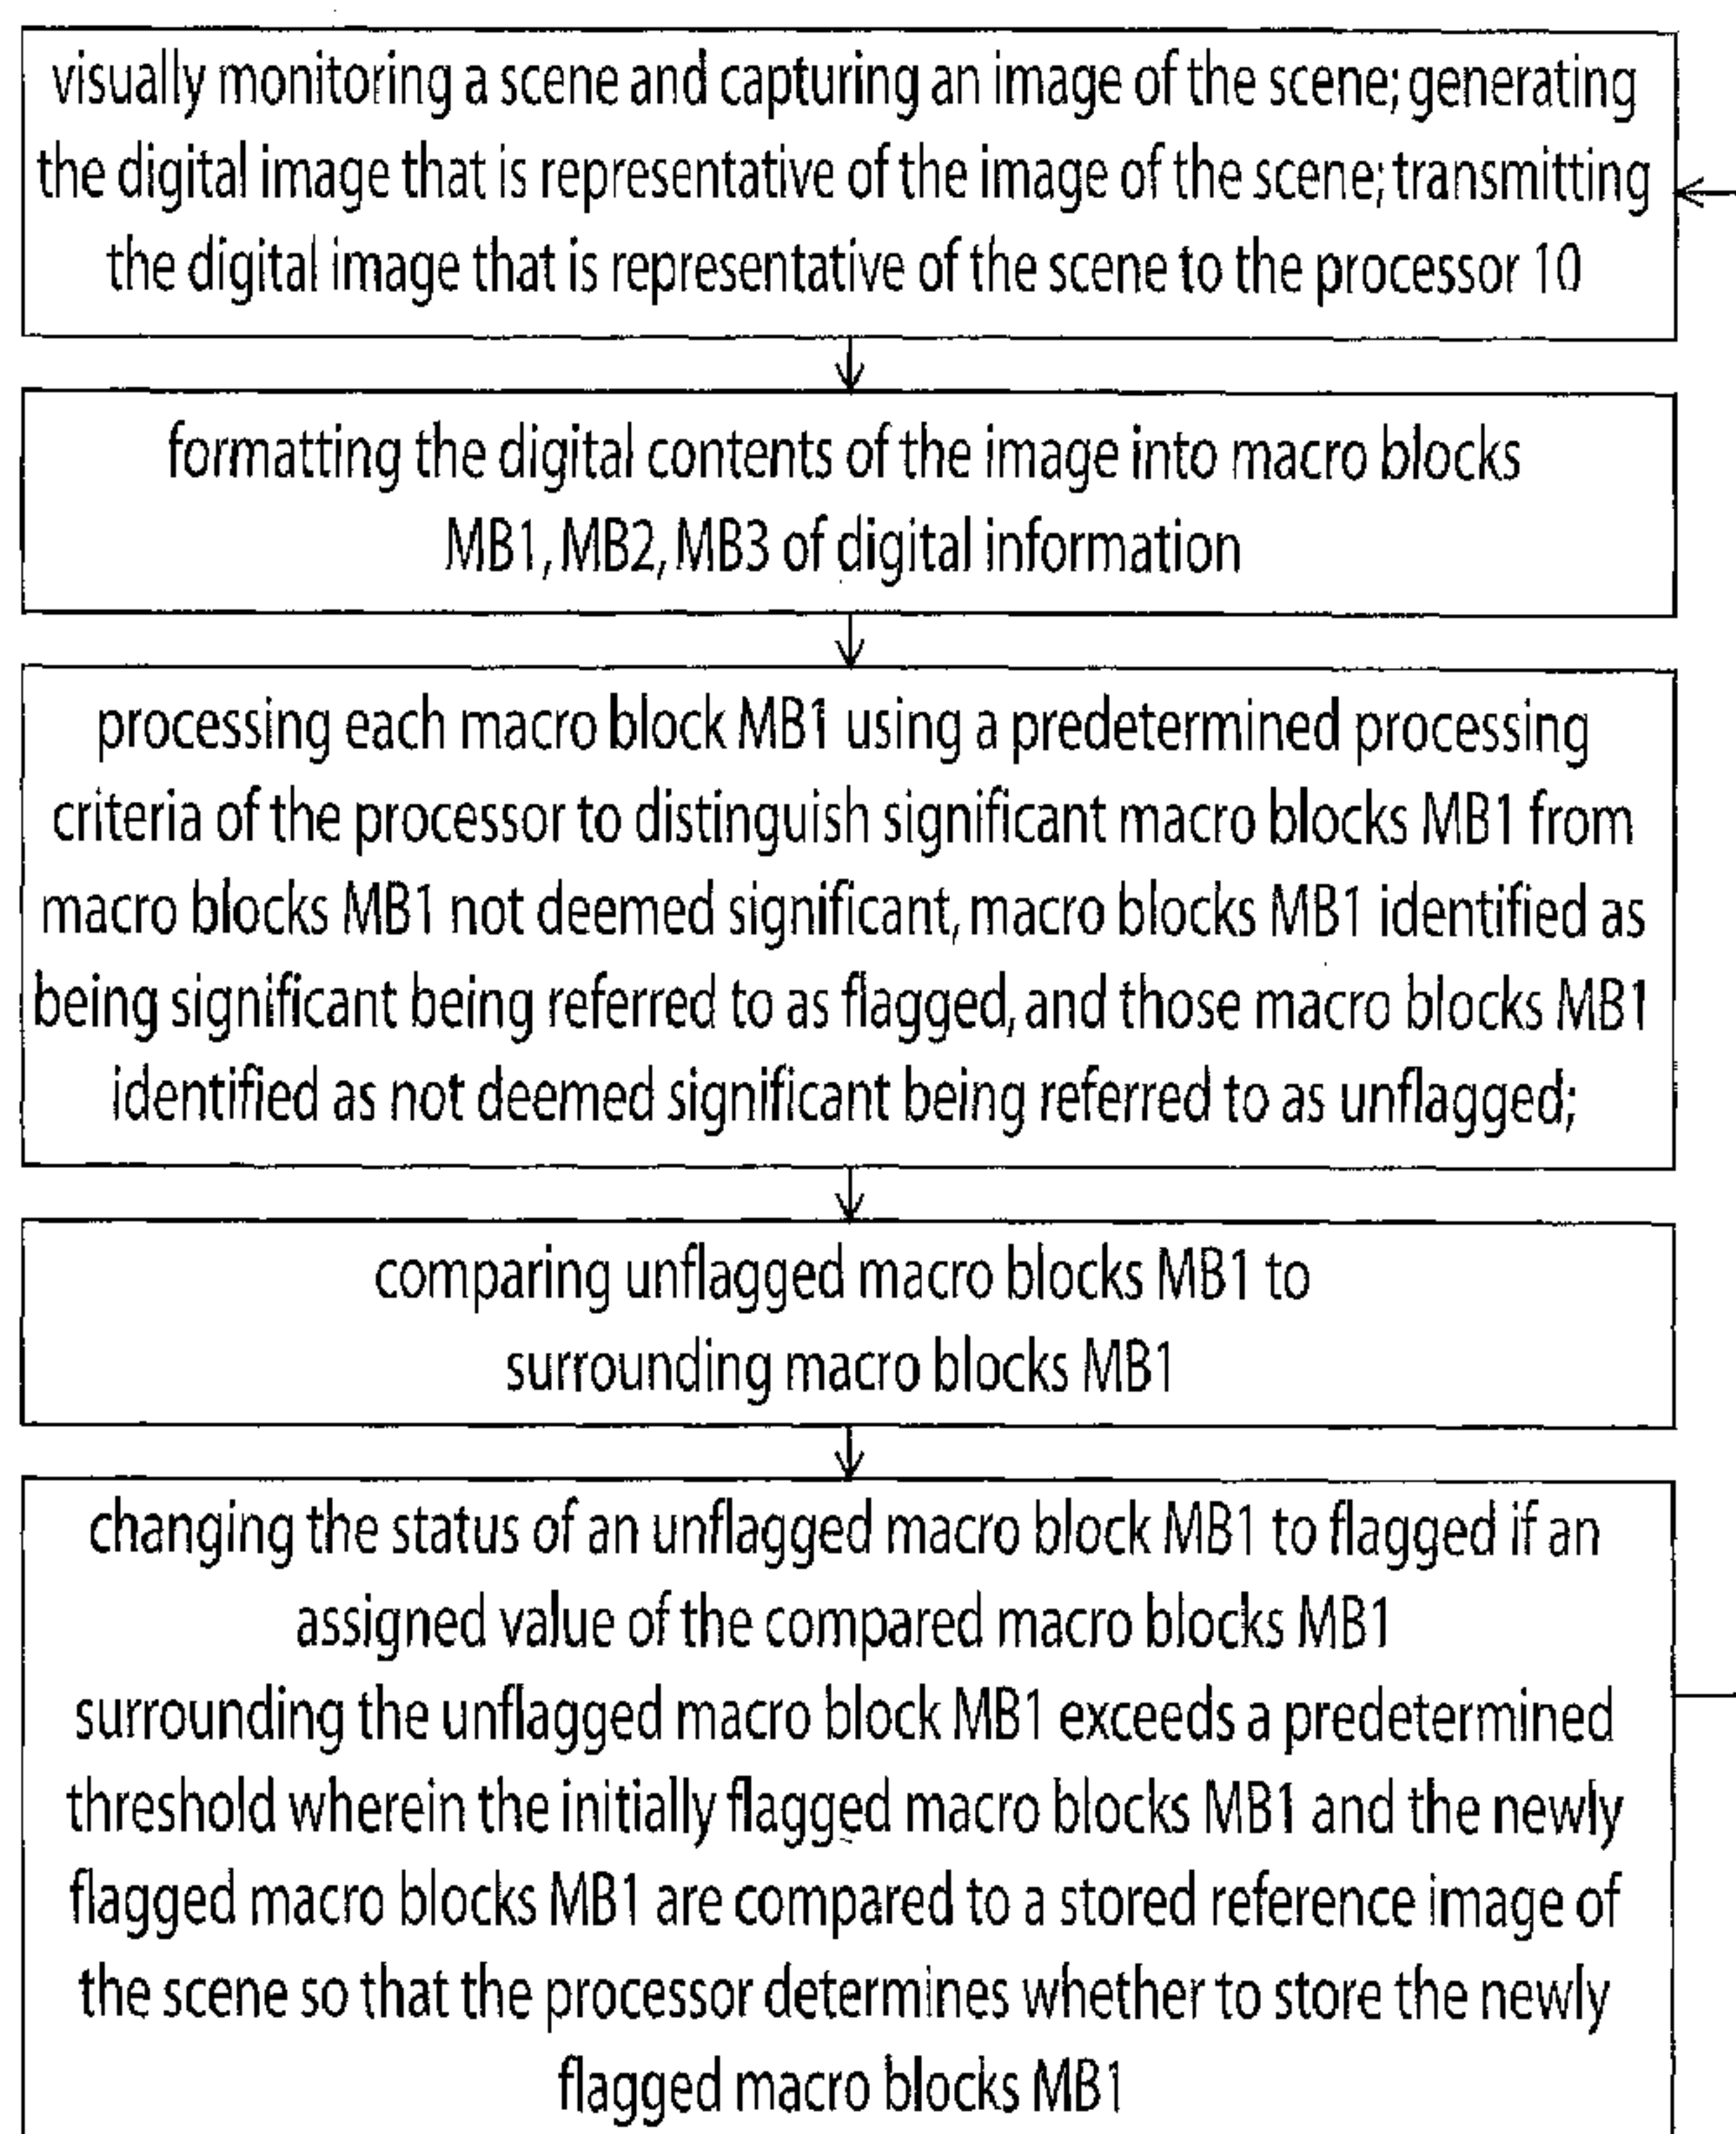 visually monitoring a scene and capturing an image of the scene; generating
the digital image that is representative of the image of the scene; transmitting
the digital image that is representative of the scene to the processor 10
formatting the digital contents of the image into macro blocks
MB1, MB2, MB3 of digital information
processing each macro block MB1 using a predetermined processing
criteria of the processor to distinguish significant macro blocks MB1 from
macro blocks MB1 not deemed significant, macro blocks MB1 identified as
being significant being referred to as flagged, and those macro blocks MB1
identified as not deemed significant being referred to as unflagged;
comparing unflagged macro blocks MB1 to
surrounding macro blocks MB1
changing the status of an unflagged macro block MB1 to flagged if an
assigned value of the compared macro blocks MB1
surrounding the unflagged macro block MB1 exceeds a predetermined
threshold wherein the initially flagged macro blocks MB1 and the newly
flagged macro blocks MB1 are compared to a stored reference image of
the scene so that the processor determines whether to store the newly
flagged macro blocks MB1